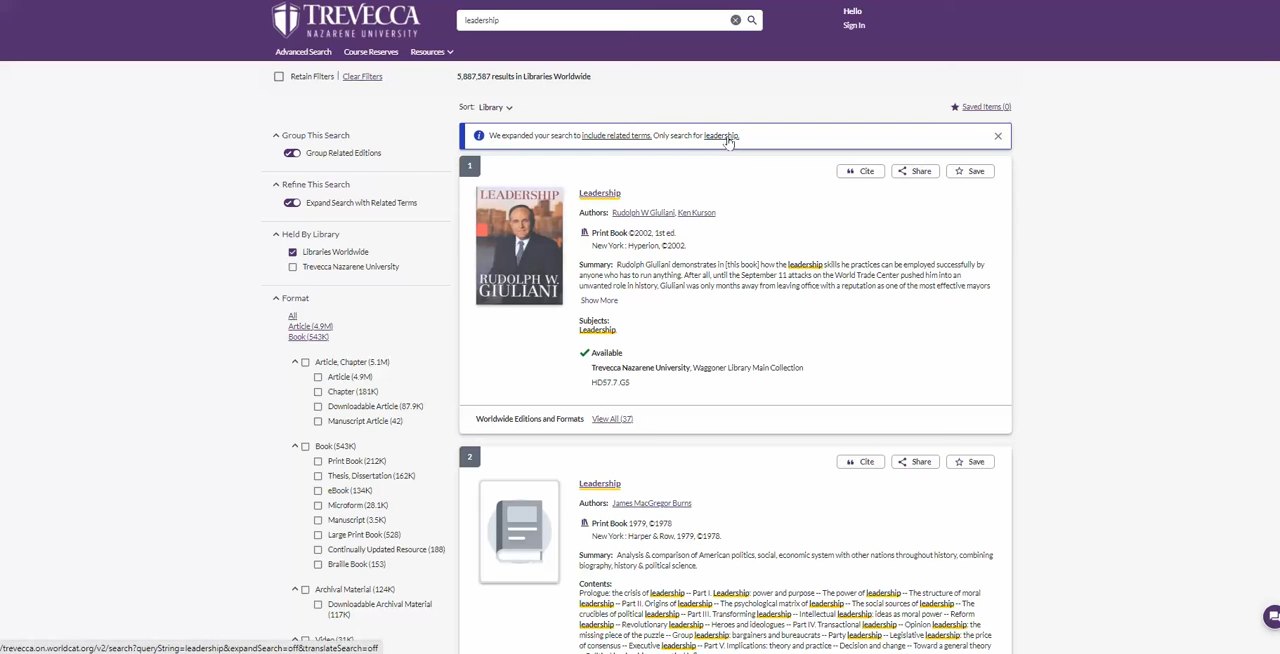 TREVECCA
NAZARENE UNIVERSITY
leadership
Hello
Sign In
Advanced Search Course Reserves Resources
Retain Filters | Clear Filters
5,887,587 results in Libraries Worldwide
Sort: Library
Saved Items (0)
We expanded your search to include related terms. Only search for leadership.
Group This Search
Group Related Editions
Refine This Search
Expand Search with Related Terms
Held By Library
Libraries Worldwide
Trevecca Nazarene University
Format
All
Article (4.9M)
Book (543K)
Article, Chapter (5.1M)
Article (4.9M)
Chapter (181K)
Downloadable Article (87.9K)
Manuscript Article (42)
Book (543K)
Print Book (212K)
Thesis, Dissertation (162K)
eBook (134K)
Microform (28.1K)
Manuscript (3.5K)
Large Print Book (528)
Continually Updated Resource (188)
Braille Book (153)
Archival Material (124K)
Downloadable Archival Material
(117K)
Video (31K)
1
Cite Share Save
LEADERSHIP
RUDOLPH W.
GIULIANI
Leadership
Authors: Rudolph W Giuliani, Ken Kurson
Print Book ©2002, 1st ed.
New York : Hyperion, ©2002.
Summary: Rudolph Giuliani demonstrates in [this book] how the leadership skills he practices can be employed successfully by
anyone who has to run anything. After all, until the September 11 attacks on the World Trade Center pushed him into an
unwanted role in history, Giuliani was only months away from leaving office with a reputation as one of the most effective mayors
Show More
Subjects:
Leadership
Available
Trevecca Nazarene University, Waggoner Library Main Collection
HD57.7 .G5
Worldwide Editions and Formats View All (37)
2
Cite Share Save
Leadership
Authors: James MacGregor Burns
Print Book 1979, ©1978
New York : Harper & Row, 1979, ©1978.
Summary: Analysis & comparison of American politics, social, economic system with other nations throughout history, combining
biography, history & political science.
Contents:
Prologue: the crisis of leadership -- Part I. Leadership: power and purpose -- The power of leadership -- The structure of moral
leadership -- Part II. Origins of leadership -- The psychological matrix of leadership -- The social sources of leadership -- The
crucibles of political leadership -- Part III. Transforming leadership -- Intellectual leadership: ideas as moral power -- Reform
leadership -- Revolutionary leadership -- Heroes and ideologues -- Part IV. Transactional leadership -- Opinion leadership: the
missing piece of the puzzle -- Group leadership: bargainers and bureaucrats -- Party leadership -- Legislative leadership: the price
of consensus -- Executive leadership -- Part V. Implications: theory and practice -- Decision and change -- Toward a general theory
/trevecca.on.worldcat.org/v2/search?queryString=leadership&expandSearch=off&translateSearch=off